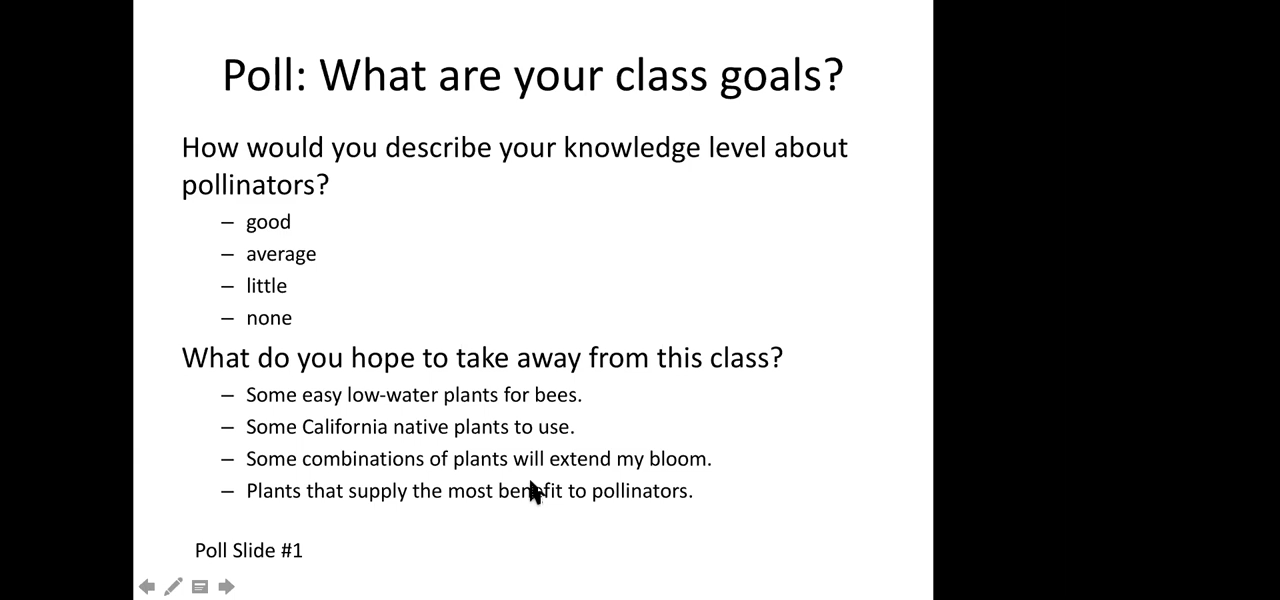 Poll: What are your class goals?
How would you describe your knowledge level about
pollinators?
– good
– average
– little
– none
What do you hope to take away from this class?
– Some easy low-water plants for bees.
– Some California native plants to use.
– Some combinations of plants will extend my bloom.
– Plants that supply the most benefit to pollinators.
Poll Slide #1